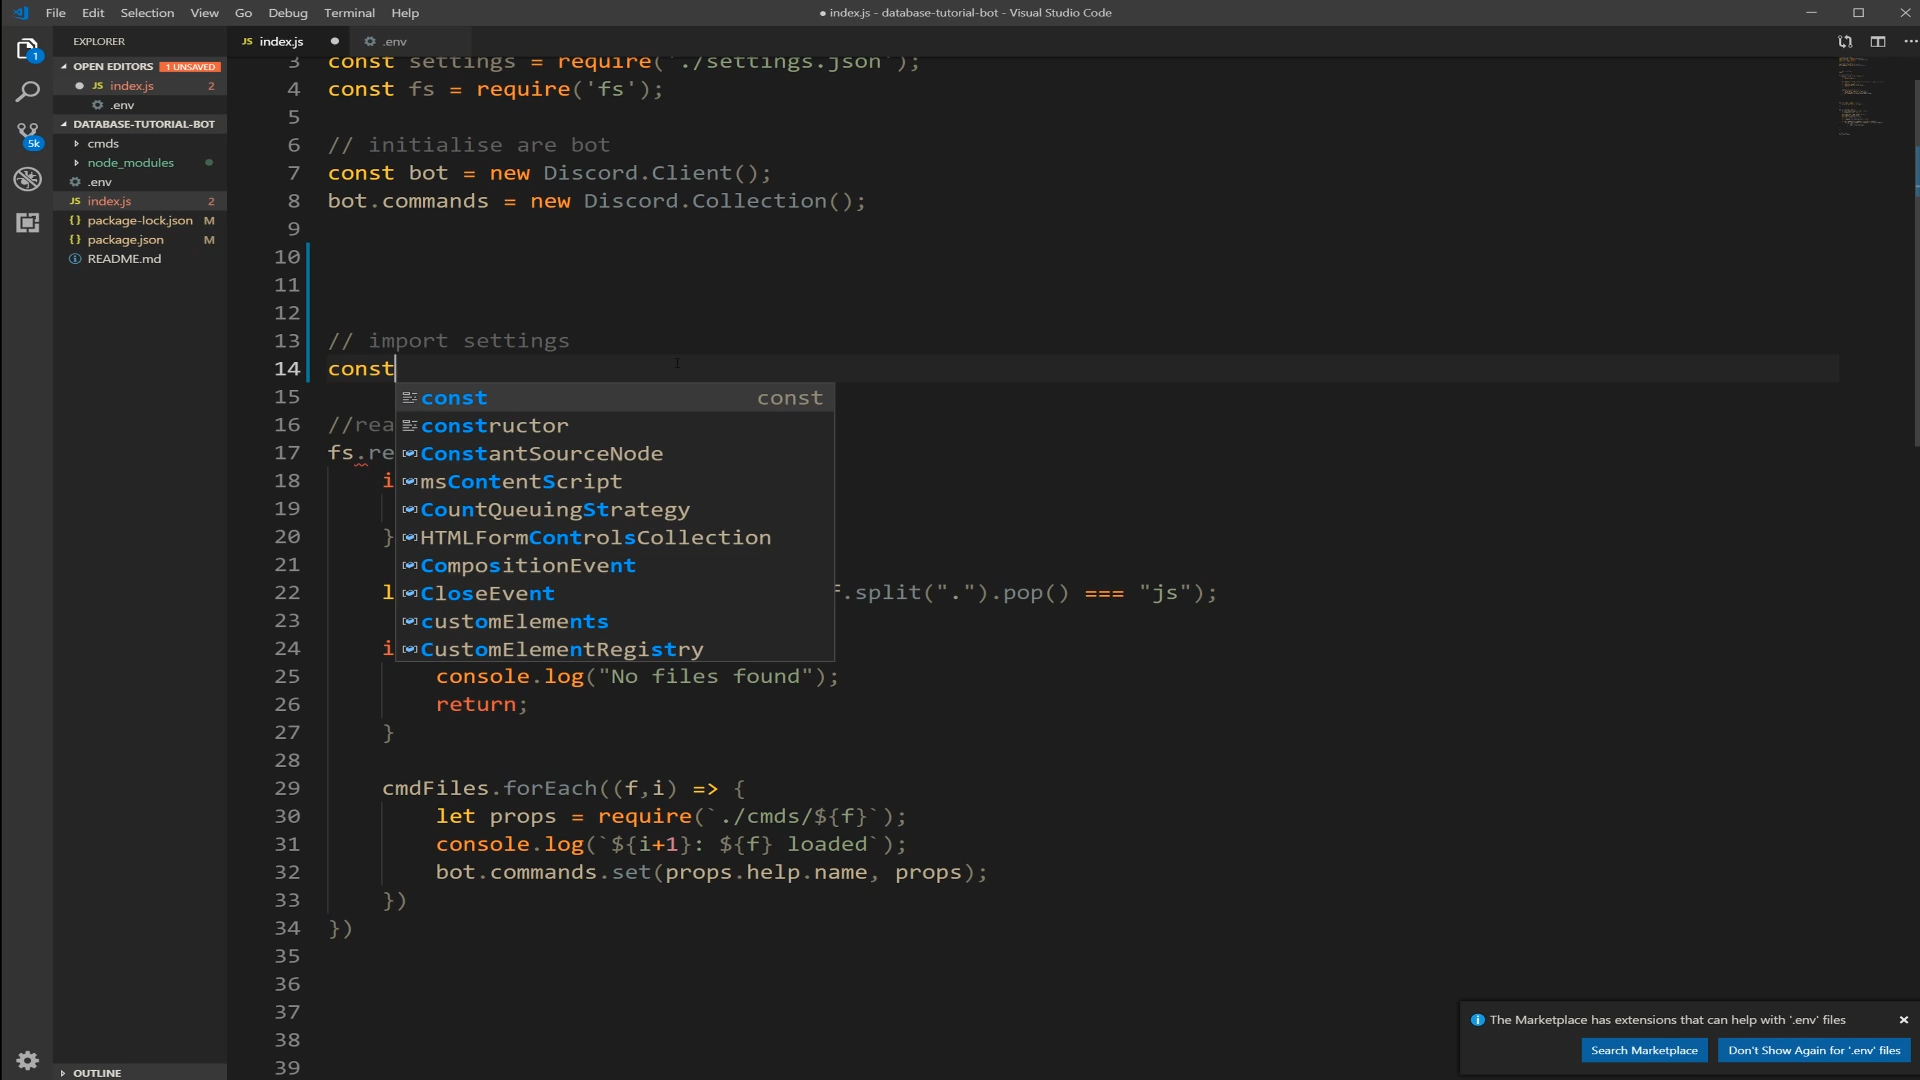 File Edit Selection View Go Debug Terminal Help
● index.js - database-tutorial-bot - Visual Studio Code
EXPLORER
OPEN EDITORS 1 UNSAVED
JS index.js 2
.env
DATABASE-TUTORIAL-BOT
cmds
node_modules
.env
JS index.js 2
{} package-lock.json M
{} package.json M
README.md
OUTLINE
1
5k
JS index.js ●
.env
3 const settings = require('./settings.json');
4 const fs = require('fs');
5
6 // initialise are bot
7 const bot = new Discord.Client();
8 bot.commands = new Discord.Collection();
9
10
11
12
13 // import settings
14 const
const const
constructor
ConstantSourceNode
msContentScript
CountQueuingStrategy
HTMLFormControlsCollection
CompositionEvent
CloseEvent
customElements
CustomElementRegistry
15
16 //rea
17 fs.re
18 i
19
20 }
21
22 l .split(".").pop() === "js");
23
24 i
25 console.log("No files found");
26 return;
27 }
28
29 cmdFiles.forEach((f,i) => {
30 let props = require(`./cmds/${f}`);
31 console.log(`${i+1}: ${f} loaded`);
32 bot.commands.set(props.help.name, props);
33 })
34 })
35
36
37
38
39
The Marketplace has extensions that can help with '.env' files
Search Marketplace Don't Show Again for '.env' files